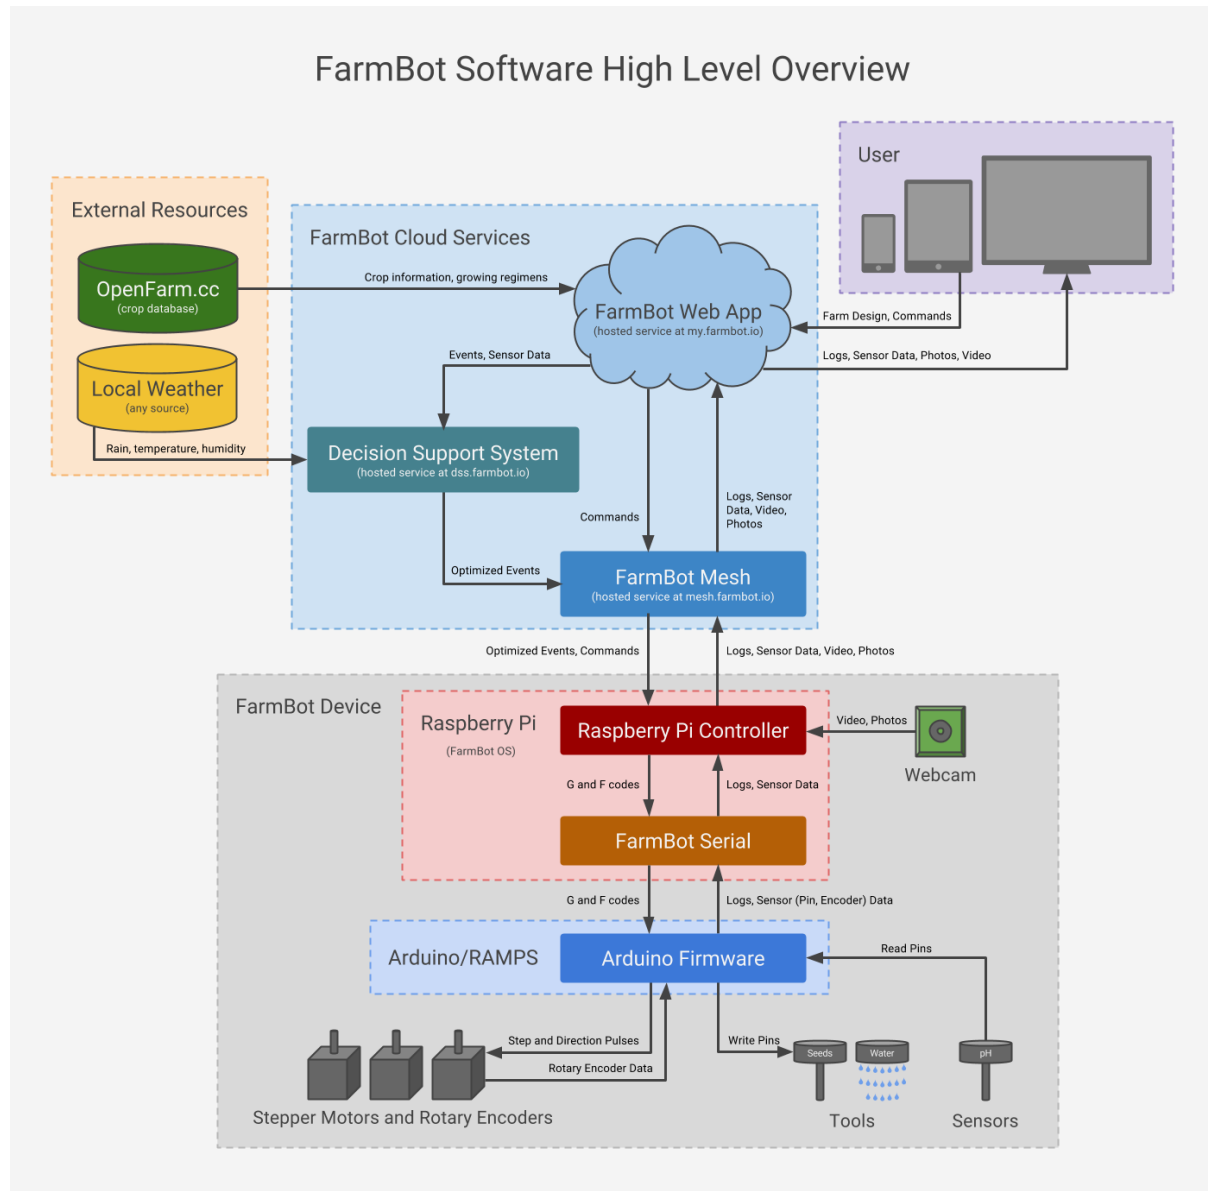 FarmBot Software High Level Overview
User
External Resources
FarmBot Cloud Services
OpenFarm.cc
(crop database)
Crop information, growing regimens
FarmBot Web App
(hosted service at my.farmbot.io)
Farm Design, Commands
Logs, Sensor Data, Photos, Video
Events, Sensor Data
Local Weather
(any source)
Rain, temperature, humidity
Decision Support System
(hosted service at dss.farmbot.io)
Commands
Logs, Sensor
Data, Video,
Photos
Optimized Events
FarmBot Mesh
(hosted service at mesh.farmbot.io)
Optimized Events, Commands
Logs, Sensor Data, Video, Photos
FarmBot Device
Raspberry Pi
(FarmBot OS)
Raspberry Pi Controller
Video, Photos
Webcam
G and F codes
Logs, Sensor Data
FarmBot Serial
G and F codes
Logs, Sensor (Pin, Encoder) Data
Arduino/RAMPS
Arduino Firmware
Read Pins
Step and Direction Pulses
Write Pins
Rotary Encoder Data
Seeds
Water
pH
Stepper Motors and Rotary Encoders
Tools
Sensors